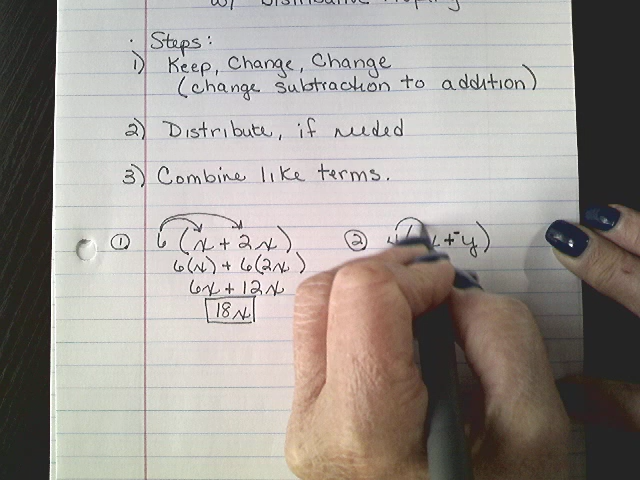 w/ Distributive
Steps:
1) Keep, Change, Change
(change subtraction to addition)
2) Distribute, if needed
3) Combine like terms.
① 6(x + 2x)
6(x) + 6(2x)
6x + 12x
18x
② + -y)